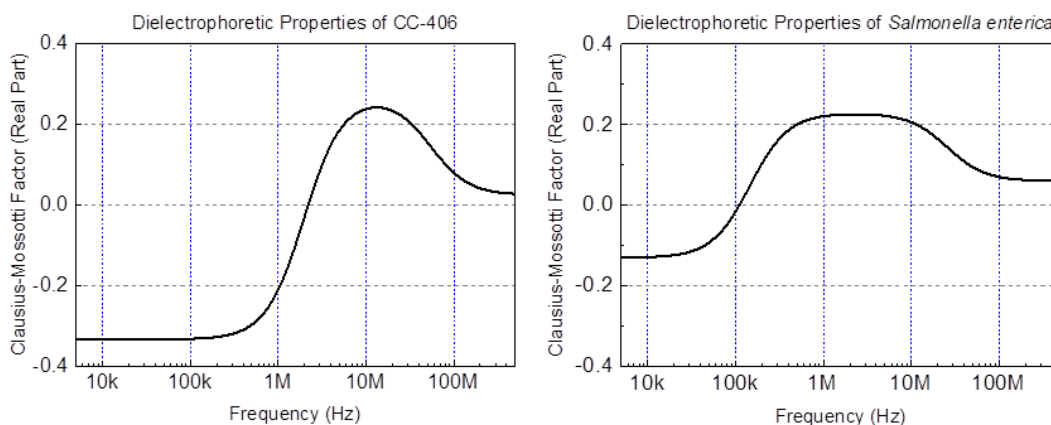 Dielectrophoretic Properties of CC-406
Clausius-Mossotti Factor (Real Part)
0.4
0.2
0.0
-0.2
-0.4
10k 100k 1M 10M 100M
Frequency (Hz)
Dielectrophoretic Properties of Salmonella enterica
Clausius-Mossotti Factor (Real Part)
0.4
0.2
0.0
-0.2
-0.4
10k 100k 1M 10M 100M
Frequency (Hz)